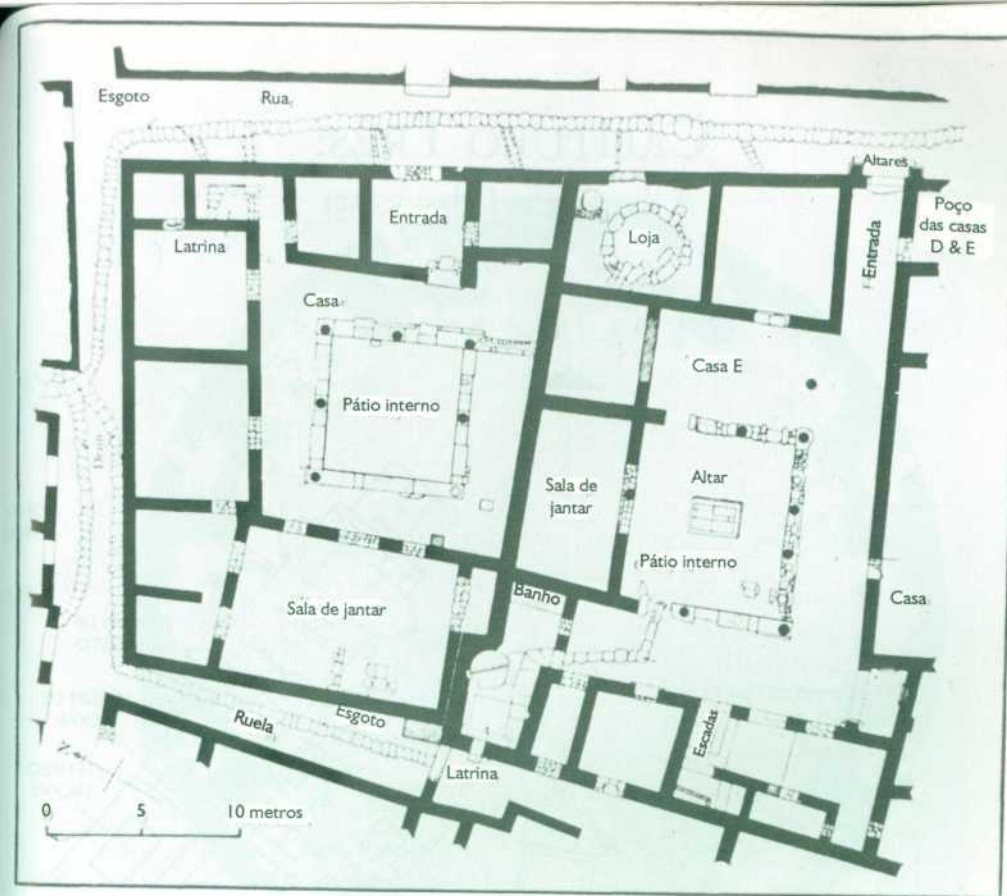 Esgoto
Rua
Altares
Poço
das casas
D & E
Entrada
Entrada
Loja
Latrina
Casa
Casa E
Pátio interno
Altar
Sala de
jantar
Drain
Pátio interno
Banho
Casa
Sala de jantar
Esgoto
Ruela
Escadas
Latrina
0 5 10 metros